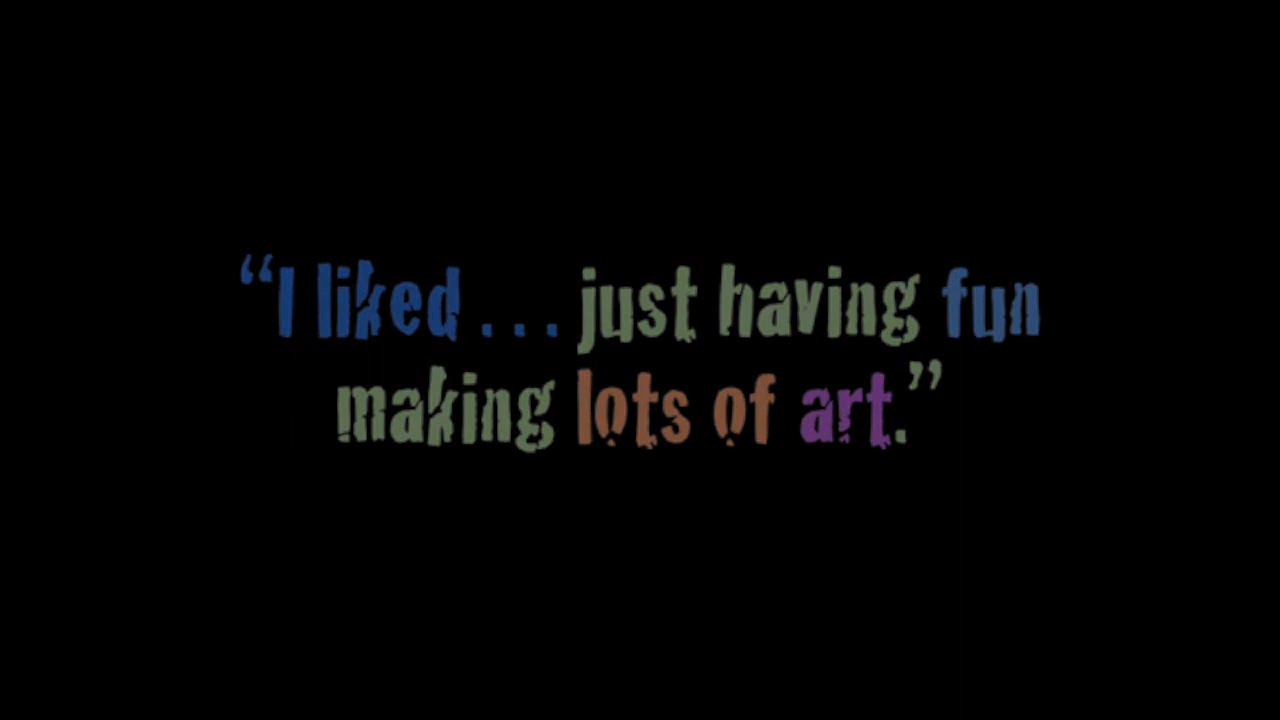 “I liked . . . just having fun
making lots of art.”